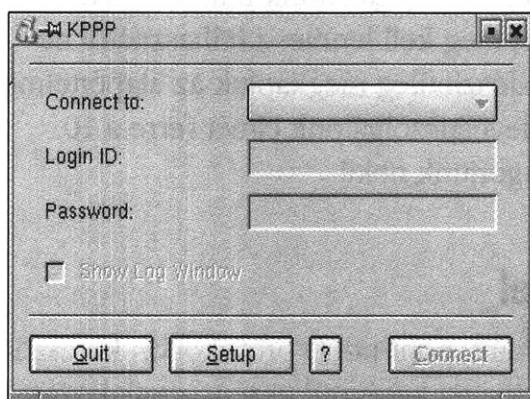 KPPP
Connect to:
Login ID:
Password:
Show Log Window
Quit
Setup
?
Connect